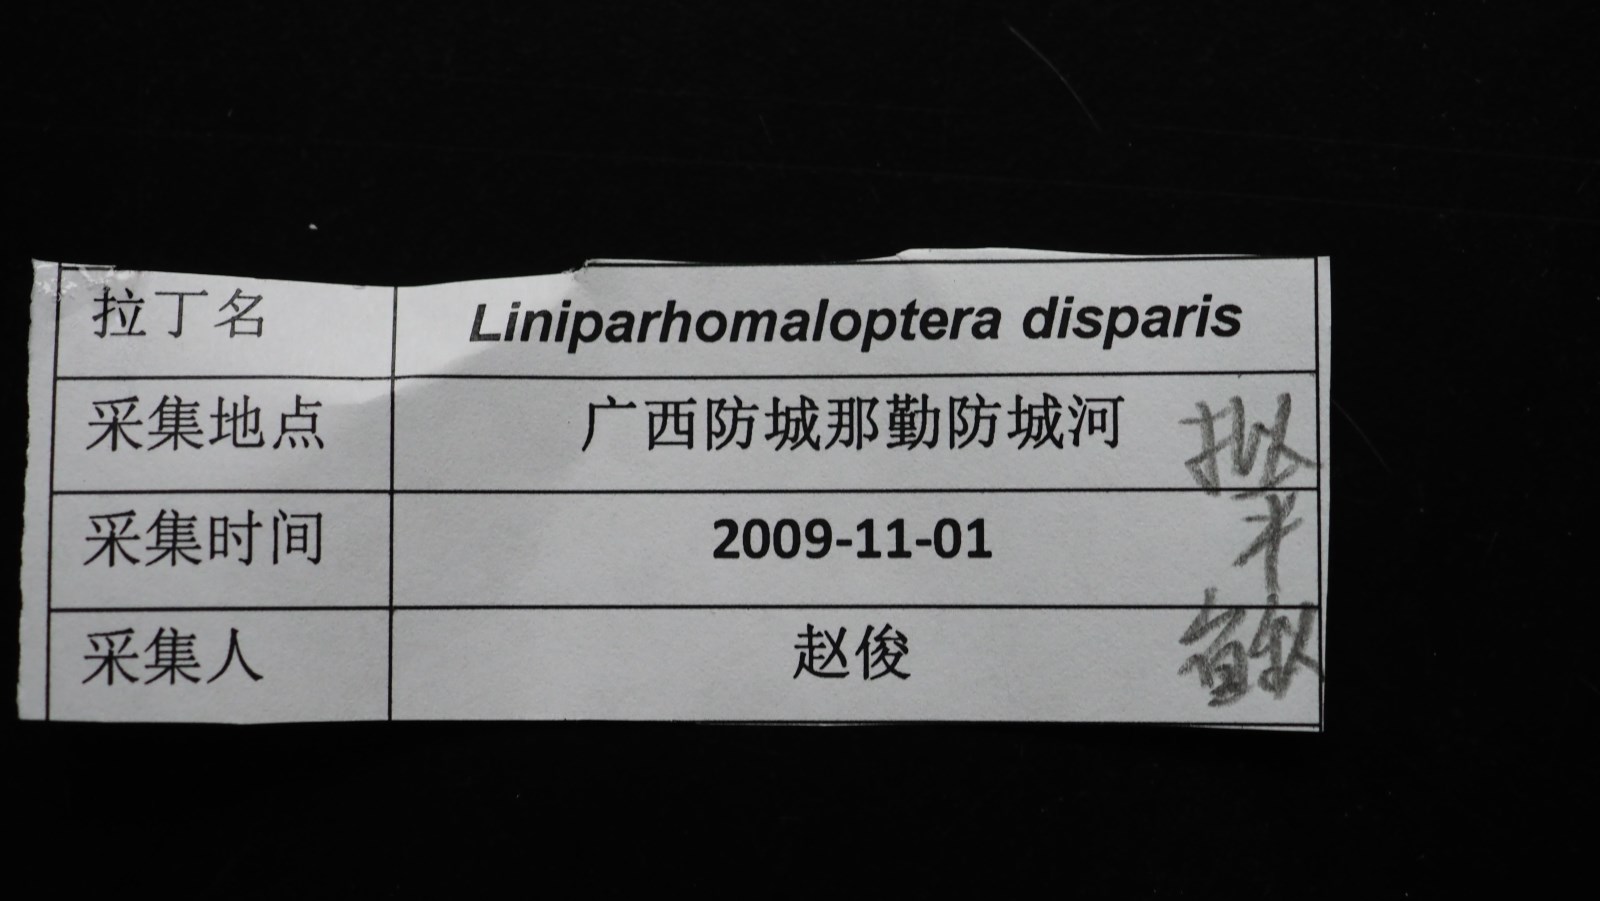 拉丁名 Liniparhomaloptera disparis
采集地点 广西防城那勤防城河
采集时间 2009-11-01
采集人 赵俊
拟
平
鳅